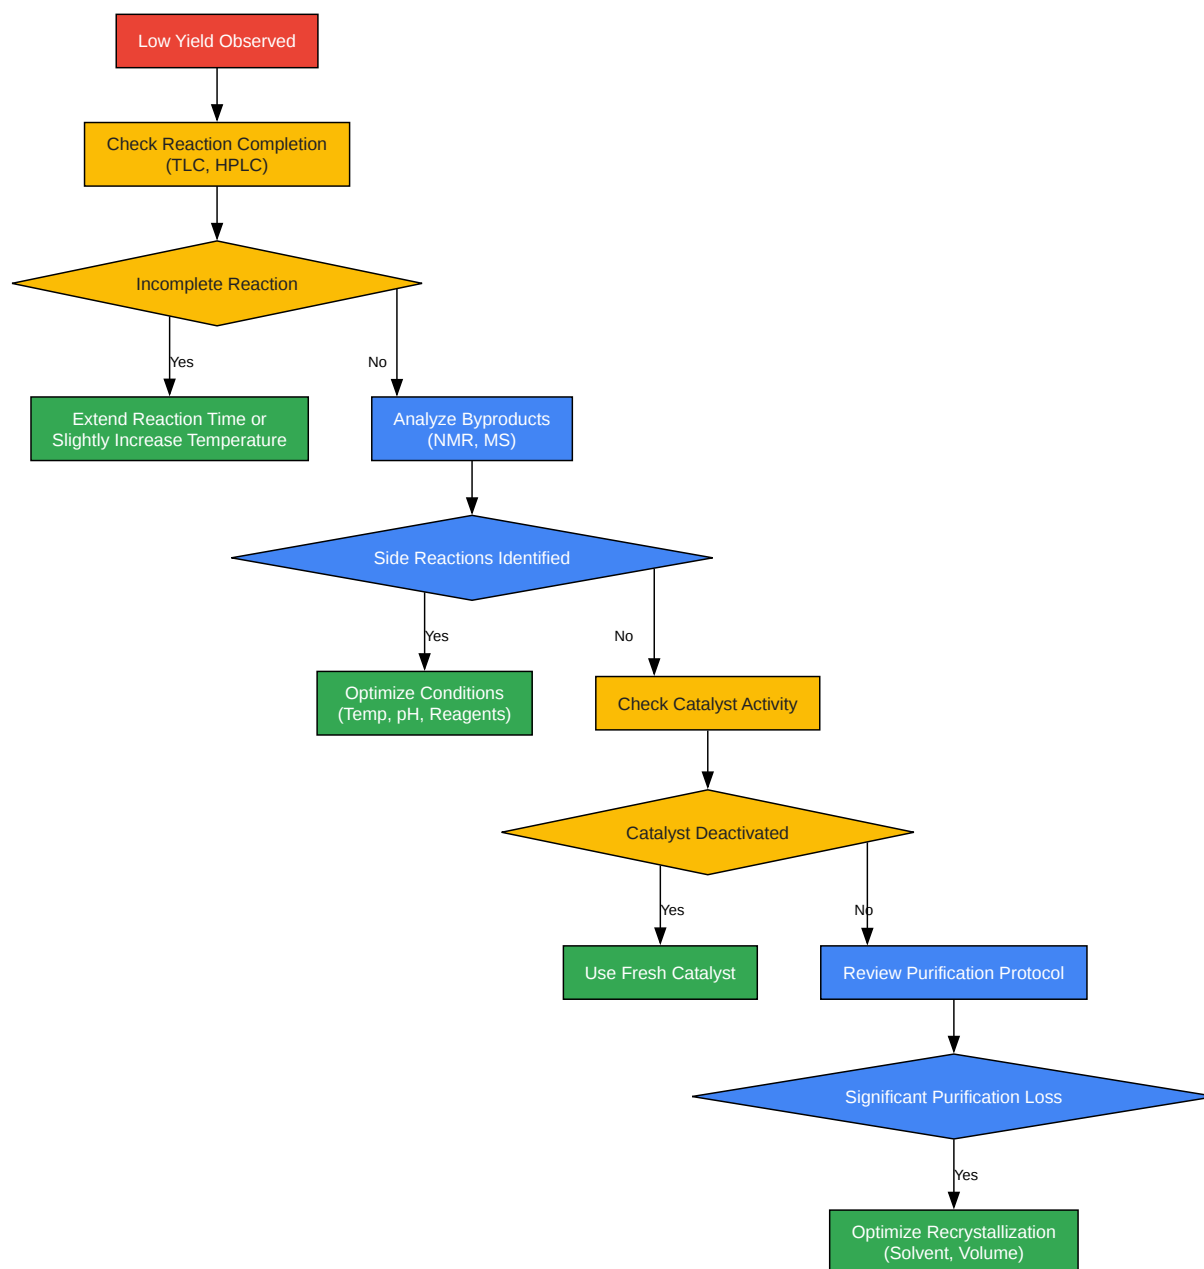 Low Yield Observed
Check Reaction Completion
(TLC, HPLC)
Incomplete Reaction
Yes
No
Extend Reaction Time or
Slightly Increase Temperature
Analyze Byproducts
(NMR, MS)
Side Reactions Identified
Yes
No
Optimize Conditions
(Temp, pH, Reagents)
Check Catalyst Activity
Catalyst Deactivated
Yes
No
Use Fresh Catalyst
Review Purification Protocol
Significant Purification Loss
Yes
Optimize Recrystallization
(Solvent, Volume)